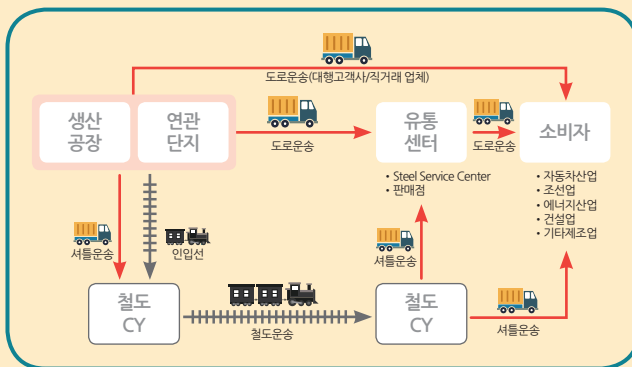 도로운송(대행고객사/직거래 업체)
생산
공장
연관
단지
도로운송
유통
센터
도로운송
소비자
• Steel Service Center
• 판매점
• 자동차산업
• 조선업
• 에너지산업
• 건설업
• 기타제조업
셔틀운송
인입선
셔틀운송
철도
CY
철도운송
철도
CY
셔틀운송